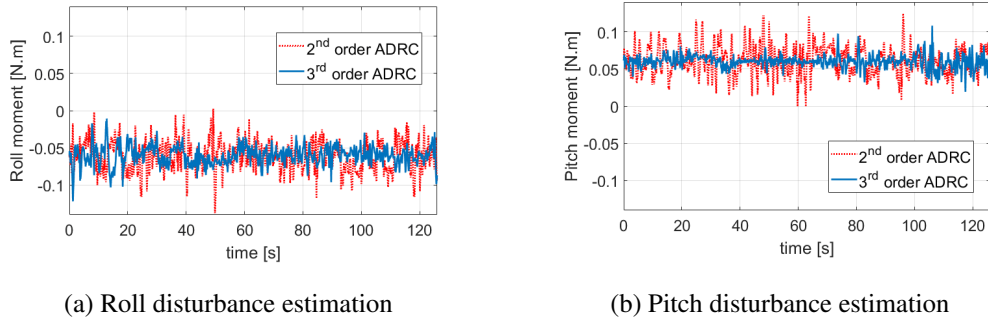 0.1
0.05
0
-0.05
-0.1
Roll moment [N.m]
2nd order ADRC
3rd order ADRC
0 20 40 60 80 100 120
time [s]
(a) Roll disturbance estimation
0.1
0.05
0
-0.05
-0.1
Pitch moment [N.m]
2nd order ADRC
3rd order ADRC
0 20 40 60 80 100 120
time [s]
(b) Pitch disturbance estimation